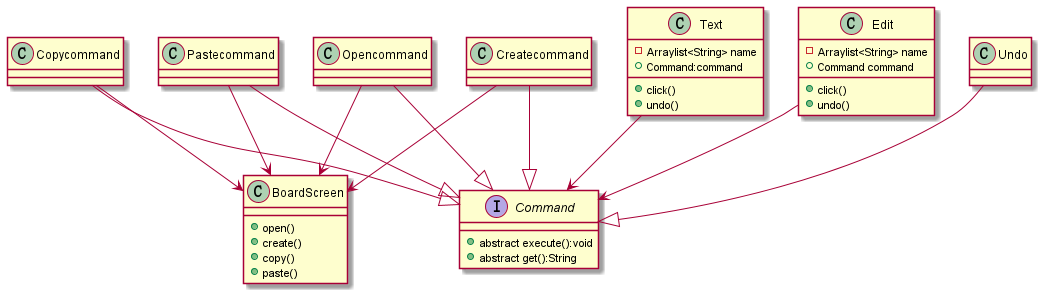 C Copycommand
C Pastecommand
C Opencommand
C Createcommand
C Text
Arraylist<String> name
Command:command
click()
undo()
C Edit
Arraylist<String> name
Command command
click()
undo()
C Undo
C BoardScreen
open()
create()
copy()
paste()
I Command
abstract execute():void
abstract get():String